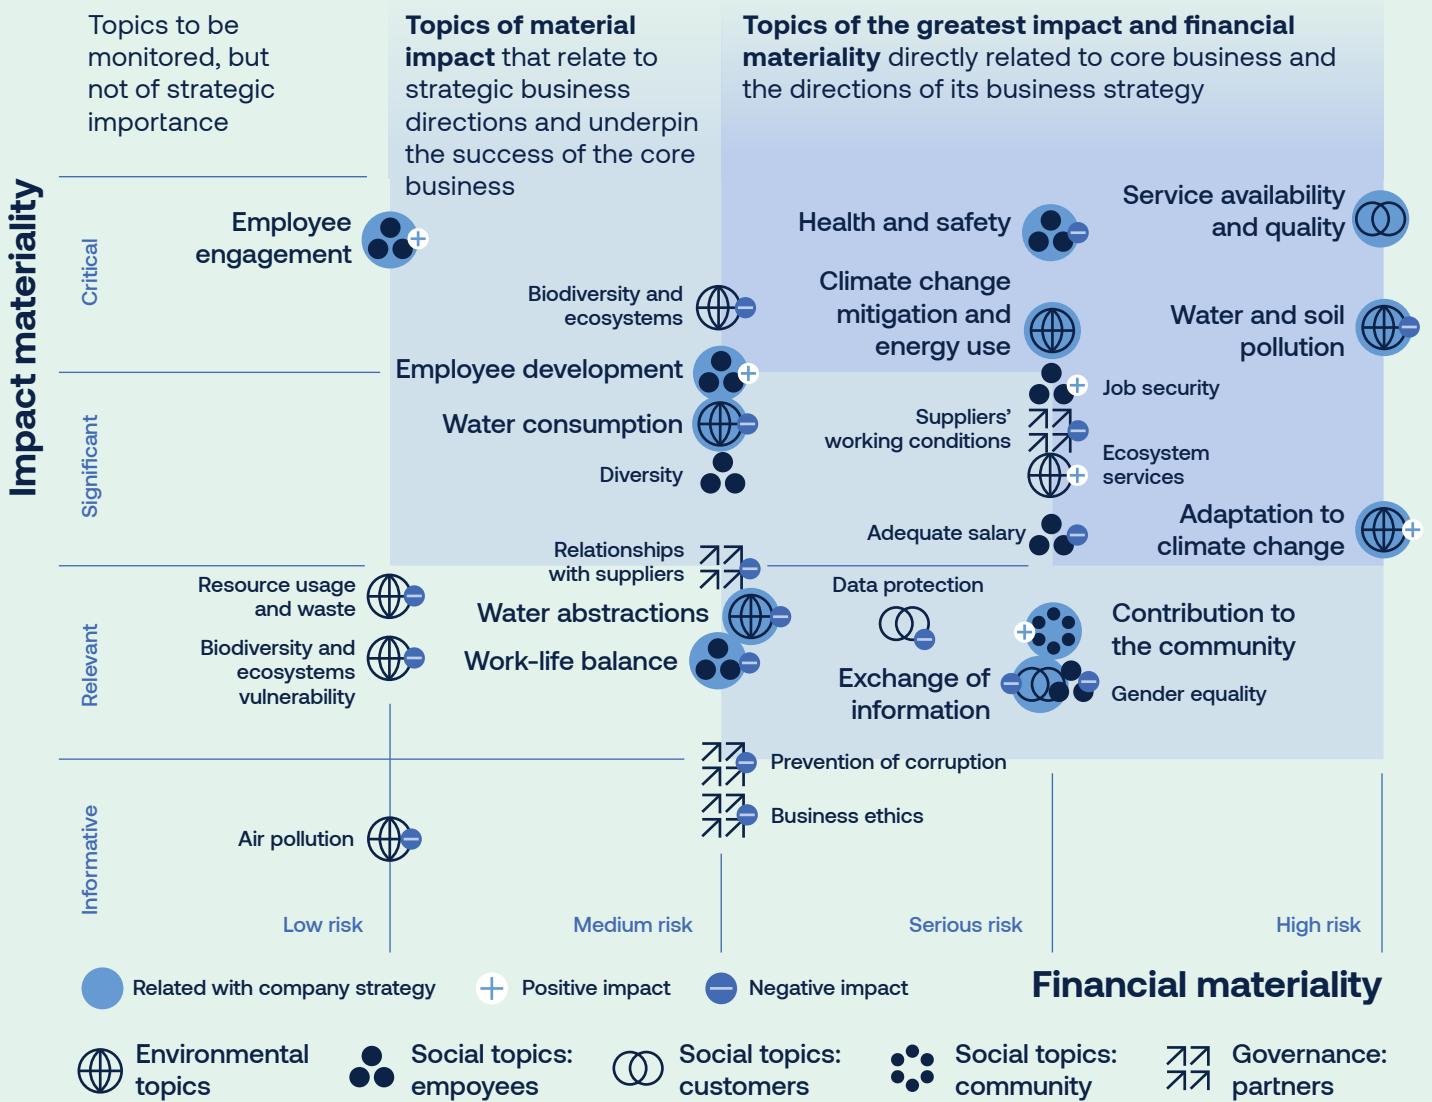 Topics to be
monitored, but
not of strategic
importance
Topics of material
impact that relate to
strategic business
directions and underpin
the success of the core
business
Topics of the greatest impact and financial
materiality directly related to core business and
the directions of its business strategy
Impact materiality
Critical
Significant
Relevant
Informative
Employee
engagement
Health and safety
Service availability
and quality
Biodiversity and
ecosystems
Climate change
mitigation and
energy use
Water and soil
pollution
Employee development
Job security
Water consumption
Suppliers’
working conditions
Ecosystem
services
Diversity
Adequate salary
Adaptation to
climate change
Relationships
with suppliers
Resource usage
and waste
Data protection
Water abstractions
Contribution to
the community
Biodiversity and
ecosystems
vulnerability
Work-life balance
Exchange of
information
Gender equality
Prevention of corruption
Business ethics
Air pollution
Low risk
Medium risk
Serious risk
High risk
Related with company strategy
Positive impact
Negative impact
Financial materiality
Environmental
topics
Social topics:
empoyees
Social topics:
customers
Social topics:
community
Governance:
partners